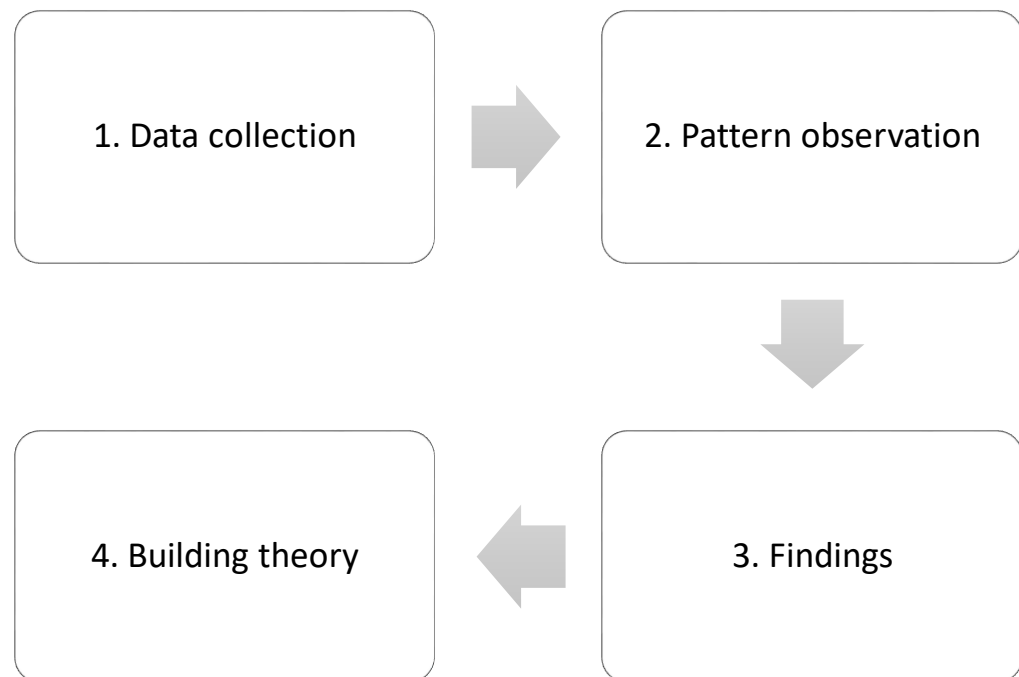 1. Data collection
2. Pattern observation
3. Findings
4. Building theory